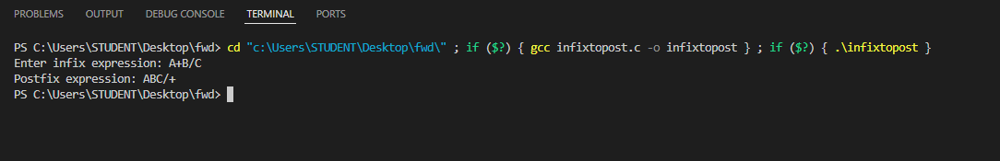 PROBLEMS OUTPUT DEBUG CONSOLE TERMINAL PORTS
PS C:\Users\STUDENT\Desktop\fwd> cd "c:\Users\STUDENT\Desktop\fwd\" ; if ($?) { gcc infixtopost.c -o infixtopost } ; if ($?) { .\infixtopost }
Enter infix expression: A+B/C
Postfix expression: ABC/+
PS C:\Users\STUDENT\Desktop\fwd>